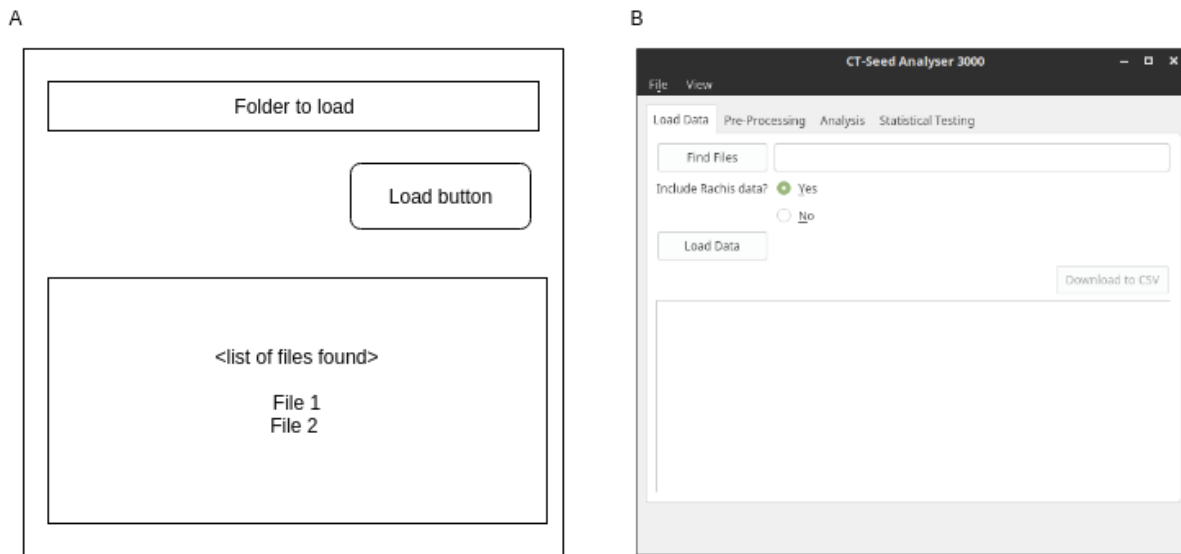 A
Folder to load
Load button
<list of files found>
File 1
File 2
B
CT-Seed Analyser 3000
File View
Load Data Pre-Processing Analysis Statistical Testing
Find Files
Include Rachis data? Yes
No
Load Data
Download to CSV